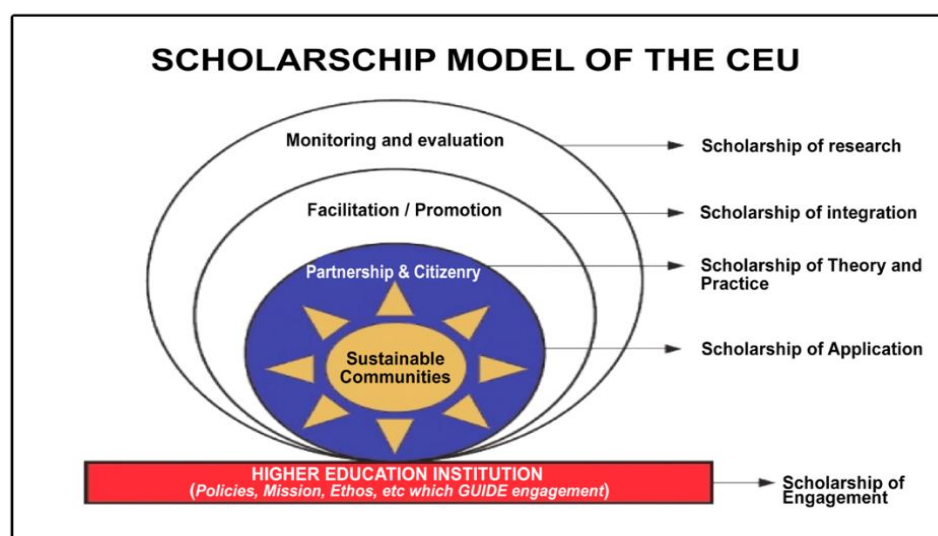 SCHOLARSCHIP MODEL OF THE CEU
Monitoring and evaluation
Scholarship of research
Facilitation / Promotion
Scholarship of integration
Partnership & Citizenry
Scholarship of Theory and
Practice
Sustainable
Communities
Scholarship of Application
HIGHER EDUCATION INSTITUTION
(Policies, Mission, Ethos, etc which GUIDE engagement)
Scholarship of
Engagement